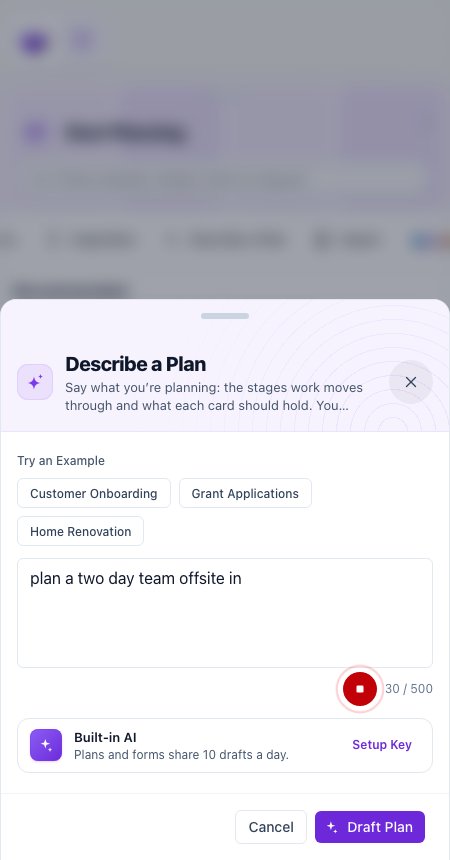 Describe a Plan
Say what you’re planning: the stages work moves
through and what each card should hold. You…
Try an Example
Customer Onboarding
Grant Applications
Home Renovation
plan a two day team offsite in
30 / 500
Built-in AI
Plans and forms share 10 drafts a day.
Setup Key
Cancel
Draft Plan